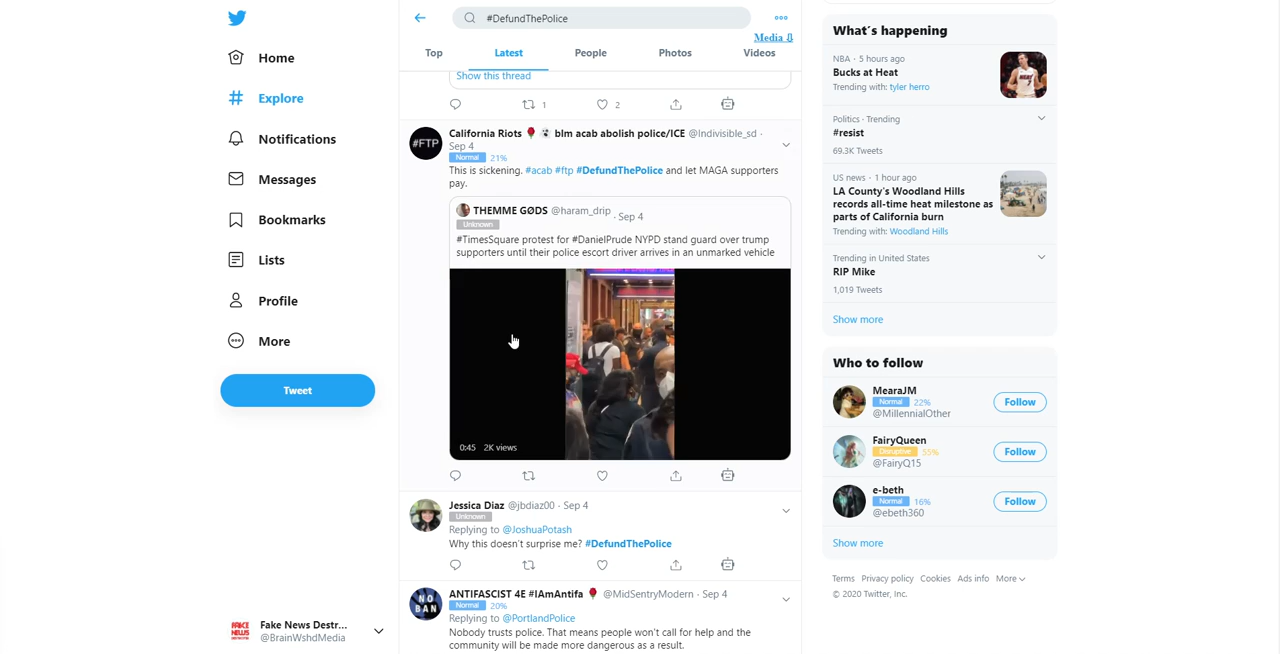 Home
Explore
Notifications
Messages
Bookmarks
Lists
Profile
More
Tweet
Fake News Destr...
@BrainWshdMedia
#DefundThePolice
Media ⇩
Top Latest People Photos Videos
Show this thread
1 2
#FTP
California Riots 🌹 blm acab abolish police/ICE @Indivisible_sd ·
Sep 4
Normal 21%
This is sickening. #acab #ftp #DefundThePolice and let MAGA supporters
pay.
THEMME GØDS @haram_drip · Sep 4
Unknown
#TimesSquare protest for #DanielPrude NYPD stand guard over trump
supporters until their police escort driver arrives in an unmarked vehicle
0:45 2K views
Jessica Diaz @jbdiaz00 · Sep 4
Unknown
Replying to @JoshuaPotash
Why this doesn't surprise me? #DefundThePolice
NO
BAN
ANTIFASCIST 4E #IAmAntifa 🌹 @MidSentryModern · Sep 4
Normal 20%
Replying to @PortlandPolice
Nobody trusts police. That means people won't call for help and the
community will be made more dangerous as a result.
What's happening
NBA · 5 hours ago
Bucks at Heat
Trending with: tyler herro
Politics · Trending
#resist
69.3K Tweets
US news · 1 hour ago
LA County's Woodland Hills
records all-time heat milestone as
parts of California burn
Trending with: Woodland Hills
Trending in United States
RIP Mike
1,019 Tweets
Show more
Who to follow
MearaJM
Normal 22%
@MillennialOther
Follow
FairyQueen
Disruptive 55%
@FairyQ15
Follow
e-beth
Normal 16%
@ebeth360
Follow
Show more
Terms Privacy policy Cookies Ads info More
© 2020 Twitter, Inc.